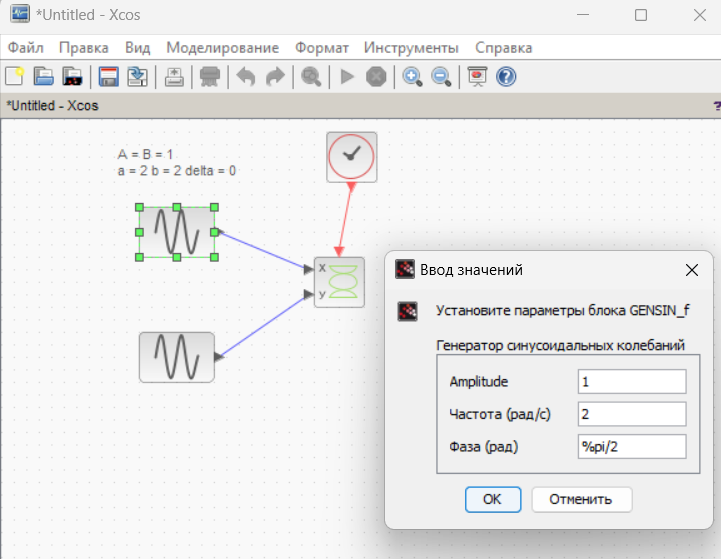 *Untitled - Xcos
Файл Правка Вид Моделирование Формат Инструменты Справка
*Untitled - Xcos
?
A = B = 1
a = 2 b = 2 delta = 0
x
y
Ввод значений
Установите параметры блока GENSIN_f
Генератор синусоидальных колебаний
Amplitude 1
Частота (рад/с) 2
Фаза (рад) %pi/2
OK Отменить